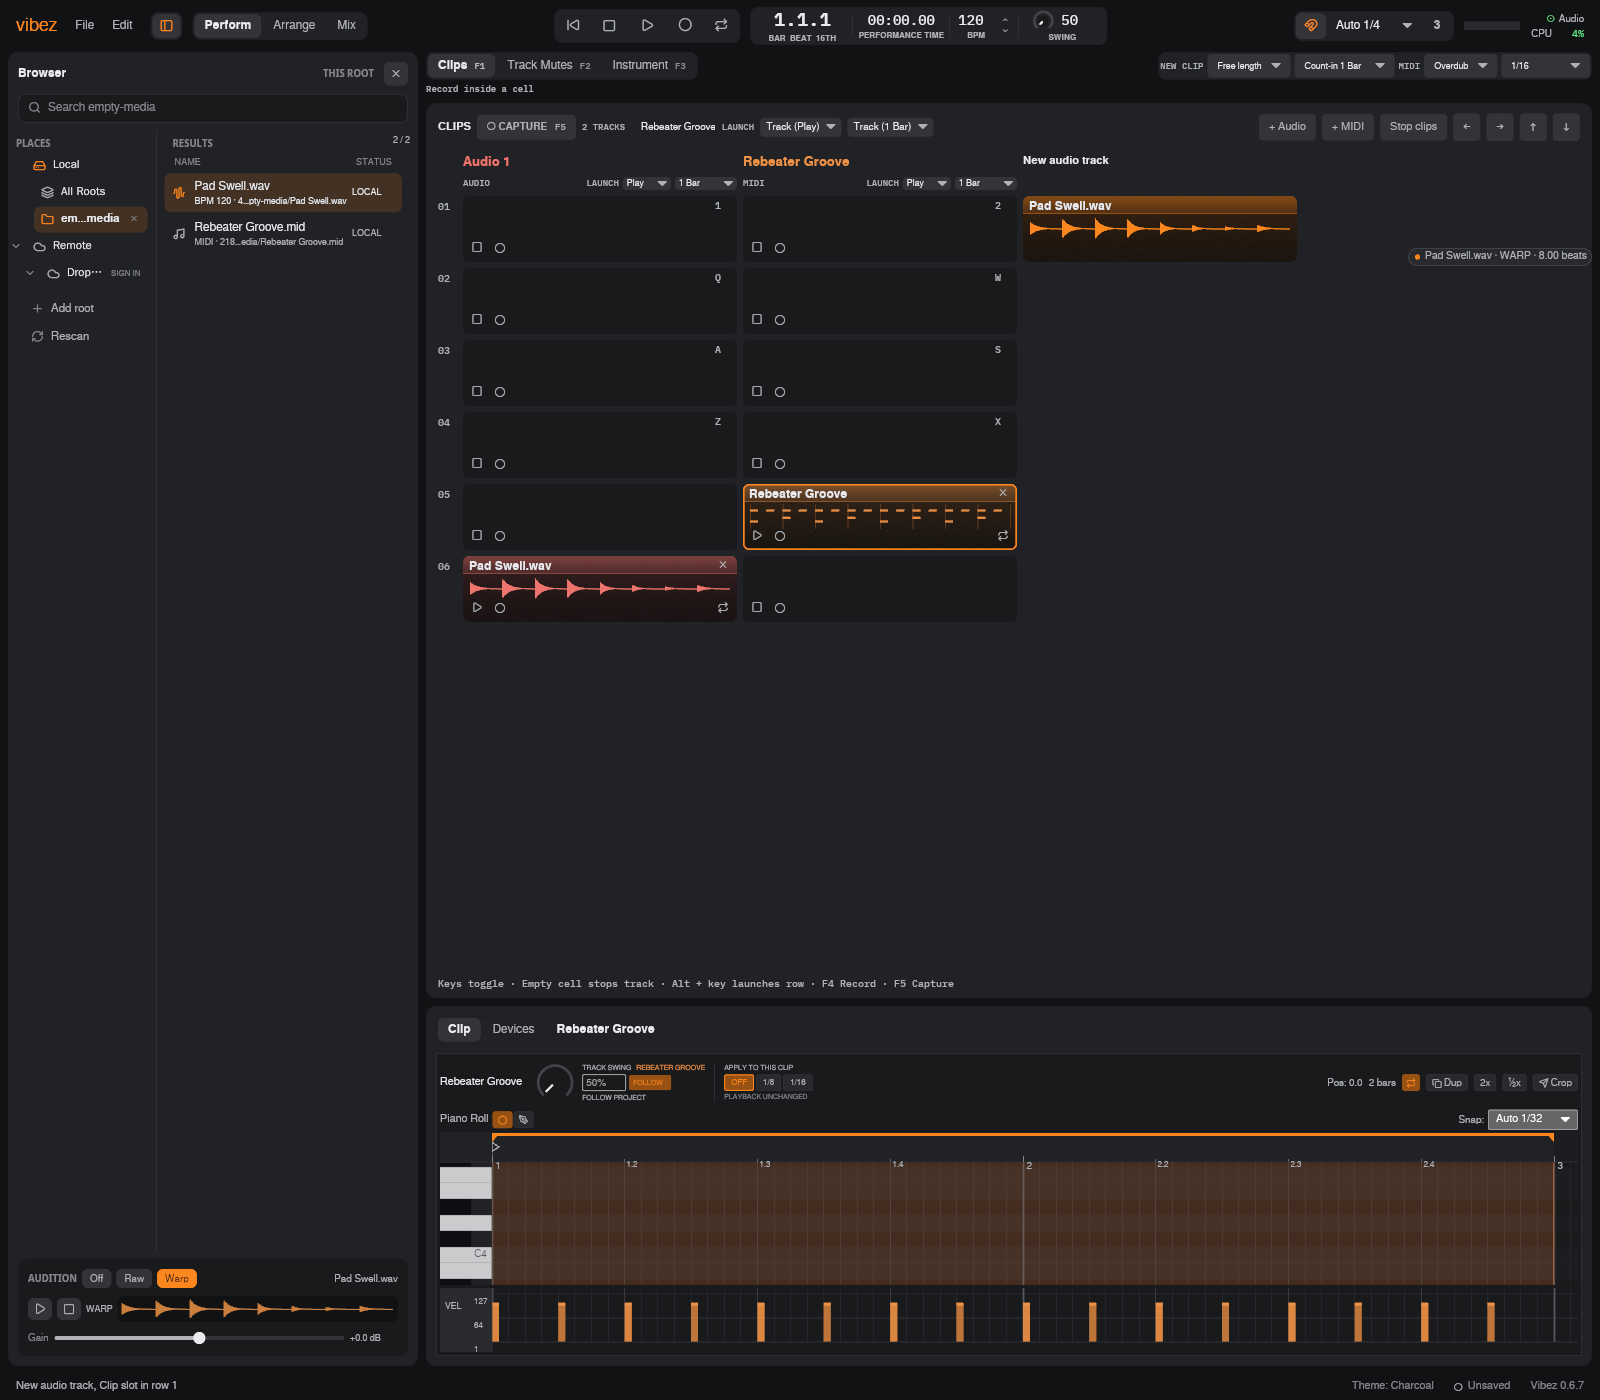 vibez File Edit Perform Arrange Mix
1.1.1 00:00.00 120 50
BAR BEAT 16TH PERFORMANCE TIME BPM SWING
Auto 1/4 3 Audio
CPU 4%
Browser THIS ROOT
Search empty-media
PLACES
Local
All Roots
em...media
Remote
Drop··· SIGN IN
Add root
Rescan
RESULTS 2/2
NAME STATUS
Pad Swell.wav LOCAL
BPM 120 · 4...pty-media/Pad Swell.wav
Rebeater Groove.mid LOCAL
MIDI · 218...edia/Rebeater Groove.mid
AUDITION Off Raw Warp Pad Swell.wav
WARP
Gain +0.0 dB
Clips F1 Track Mutes F2 Instrument F3
NEW CLIP Free length Count-in 1 Bar MIDI Overdub 1/16
Record inside a cell
CLIPS CAPTURE F5 2 TRACKS Rebeater Groove LAUNCH Track (Play) Track (1 Bar)
+ Audio + MIDI Stop clips ← → ↑ ↓
Audio 1 Rebeater Groove New audio track
AUDIO LAUNCH Play 1 Bar MIDI LAUNCH Play 1 Bar
01 1 2 Pad Swell.wav
Pad Swell.wav · WARP · 8.00 beats
02 Q W
03 A S
04 Z X
05 Rebeater Groove
06 Pad Swell.wav
Keys toggle · Empty cell stops track · Alt + key launches row · F4 Record · F5 Capture
Clip Devices Rebeater Groove
Rebeater Groove
TRACK SWING REBEATER GROOVE
50% FOLLOW
FOLLOW PROJECT
APPLY TO THIS CLIP
OFF 1/8 1/16
PLAYBACK UNCHANGED
Pos: 0.0 2 bars Dup 2x ½x Crop
Piano Roll Snap: Auto 1/32
1 1.2 1.3 1.4 2 2.2 2.3 2.4 3
C4
VEL 127
64
1
New audio track, Clip slot in row 1
Theme: Charcoal Unsaved Vibez 0.6.7